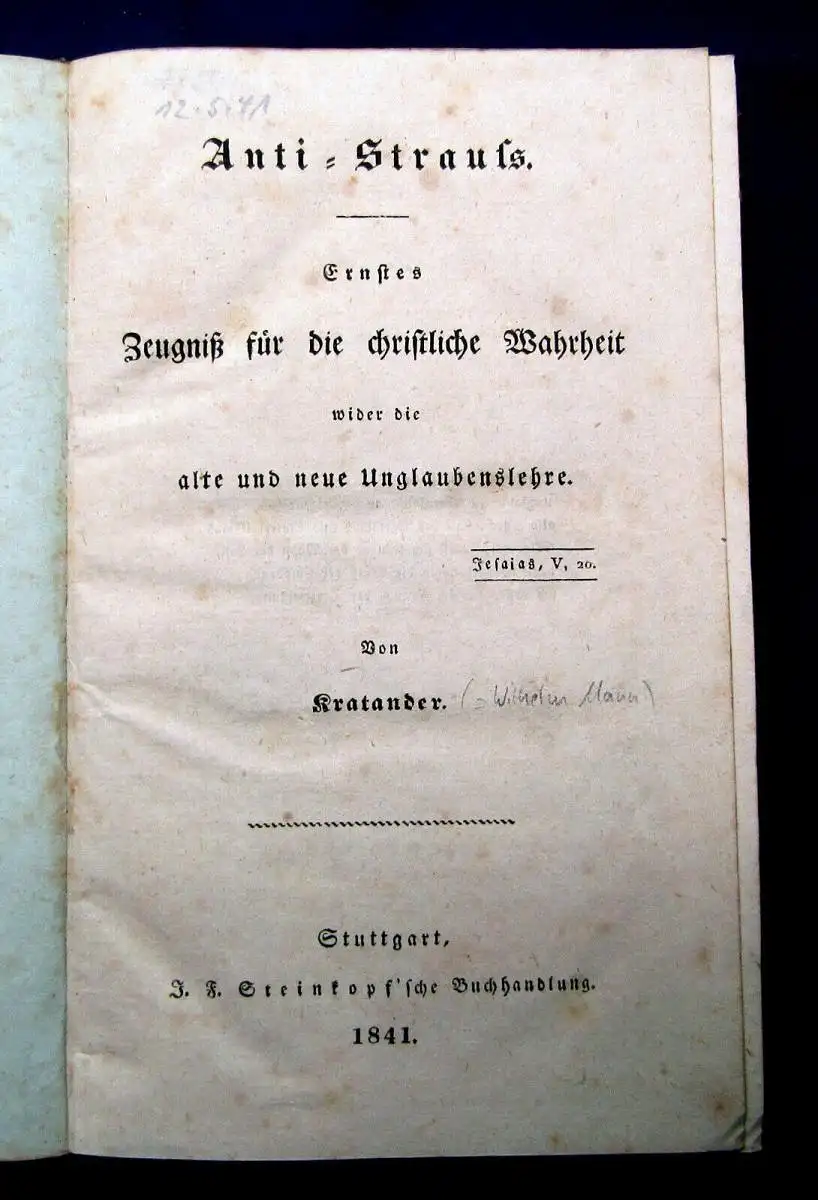 12.5.41
Anti-Strauſs.
Ernſtes
Zeugniß für die chriſtliche Wahrheit
wider die
alte und neue Unglaubenslehre.
Jeſaias, V, 20.
Von
Kratander. (= Wilhelm Mann)
Stuttgart,
J. F. Steinkopf'ſche Buchhandlung.
1841.